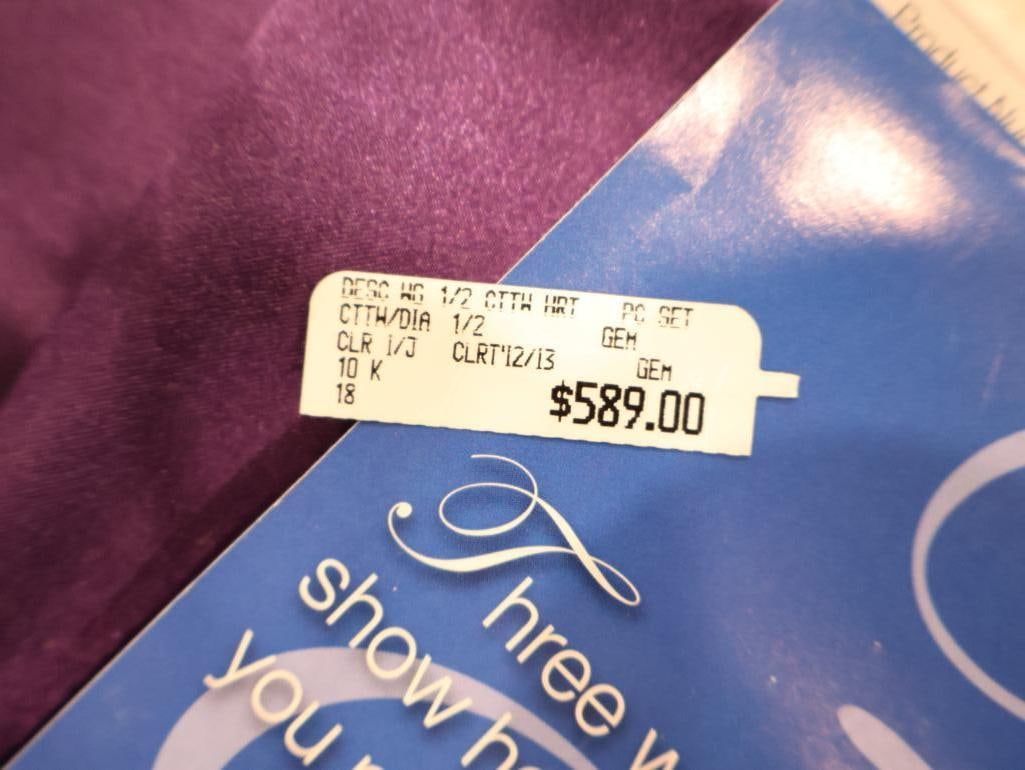 Product
DESC WG 1/2 CTTW HRT PC SET
CTTW/DIA 1/2 GEM
CLR I/J CLRT'I2/I3 GEM
10 K
18 $589.00
Three
show
you